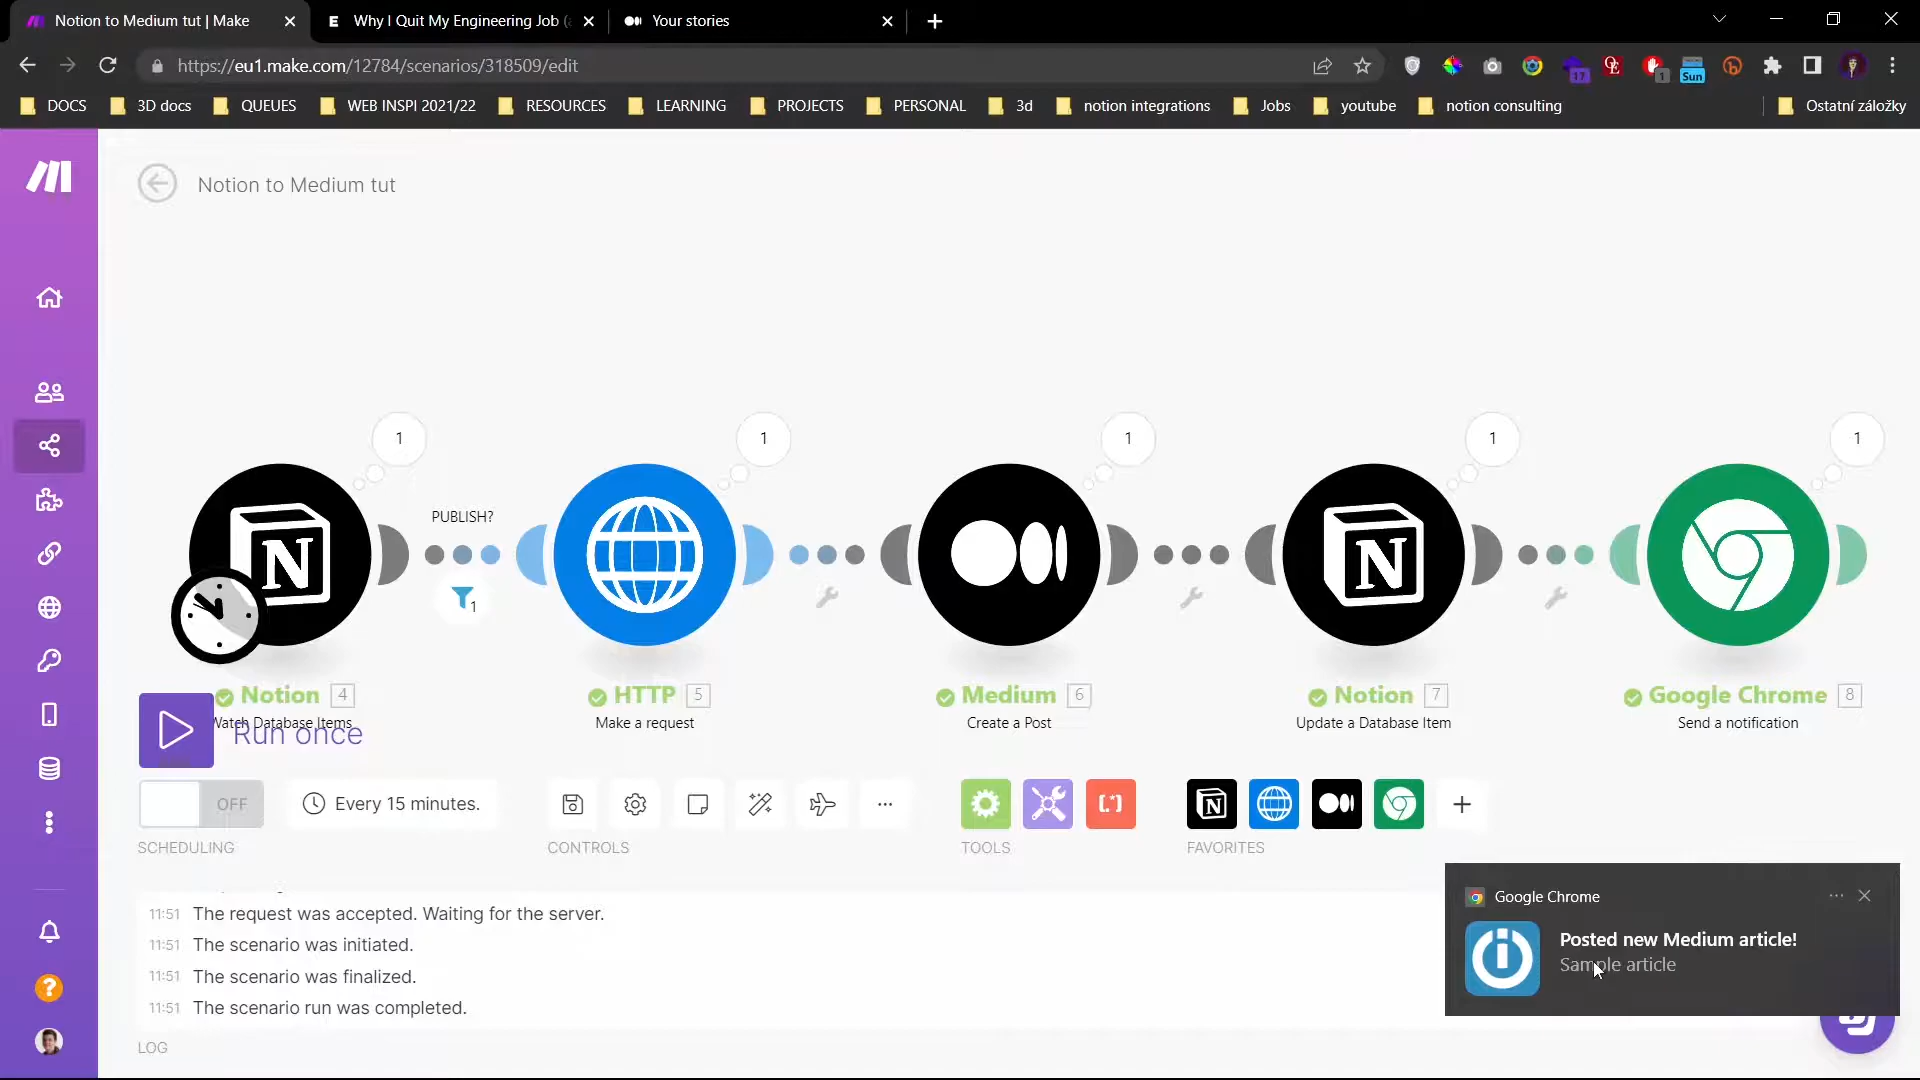 Notion to Medium tut | Make
Why I Quit My Engineering Job (
Your stories
https://eu1.make.com/12784/scenarios/318509/edit
17
1
Sun
DOCS
3D docs
QUEUES
WEB INSPI 2021/22
RESOURCES
LEARNING
PROJECTS
PERSONAL
3d
notion integrations
Jobs
youtube
notion consulting
Ostatní záložky
Notion to Medium tut
1
1
1
1
1
PUBLISH?
1
Notion 4
Watch Database Items
HTTP 5
Make a request
Medium 6
Create a Post
Notion 7
Update a Database Item
Google Chrome 8
Send a notification
Run once
OFF
Every 15 minutes.
SCHEDULING
CONTROLS
TOOLS
FAVORITES
11:51 The request was accepted. Waiting for the server.
11:51 The scenario was initiated.
11:51 The scenario was finalized.
11:51 The scenario run was completed.
LOG
Google Chrome
Posted new Medium article!
Sample article